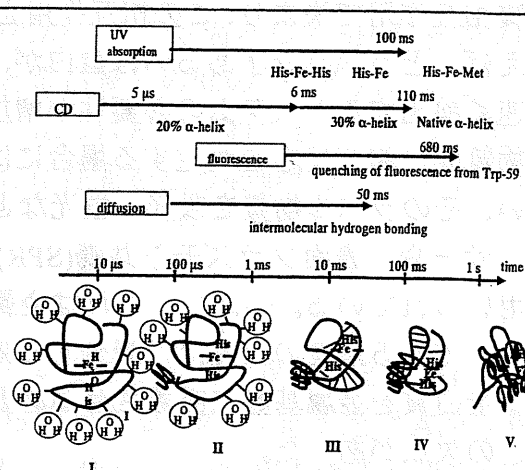 UV
absorption
100 ms
His-Fe-His His-Fe His-Fe-Met
CD
5 μs 6 ms 110 ms
20% α-helix 30% α-helix Native α-helix
fluorescence
680 ms
quenching of fluorescence from Trp-59
diffusion
50 ms
intermolecular hydrogen bonding
10 μs 100 μs 1 ms 10 ms 100 ms 1 s time
O
H H
O
H H
O
H H
O
H H
O
H H
O
H H
O
H H
O
H H
O
H H
O
H H
H
Fe
O
H
is
I
O
H H
O
H H
O
H H
O
H H
O
H H
O
H H
O
H H
His
Fe
His
His
Fe
His
His
Fe
His
I II III IV V